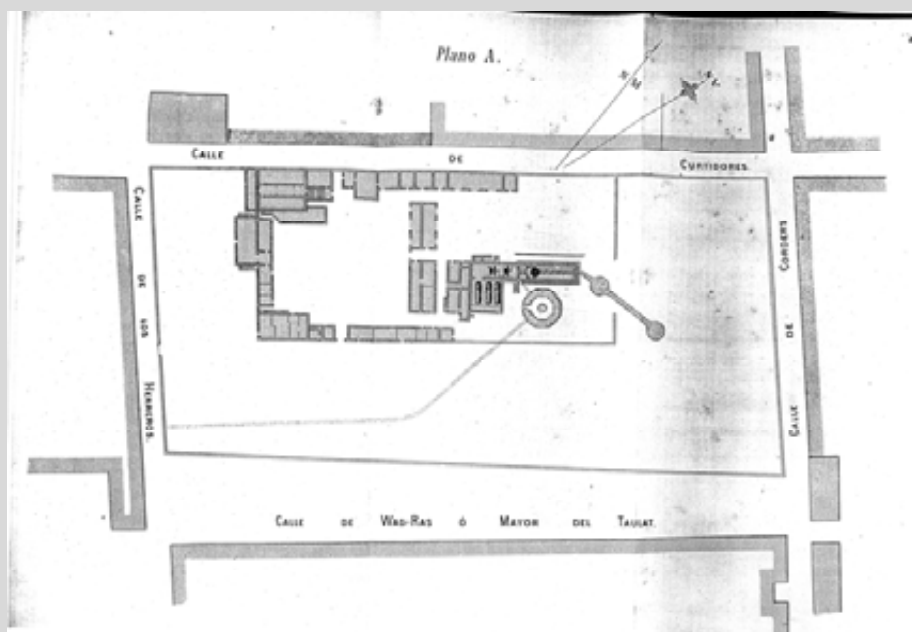 Plano A.
CALLE DE CURTIDORES.
CALLE DE LOS HERREROS.
CALLE DE CORDERS
CALLE DE WAD-RAS Ó MAYOR DEL TAULAT.